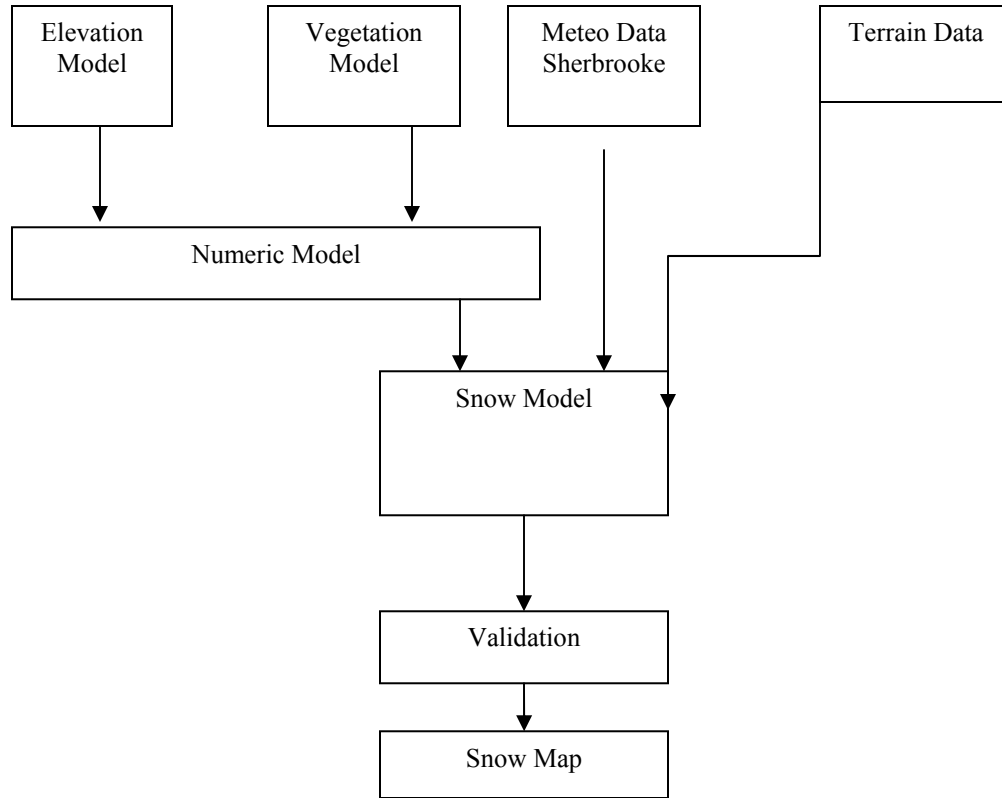 Elevation
Model
Vegetation
Model
Meteo Data
Sherbrooke
Terrain Data
Numeric Model
Snow Model
Validation
Snow Map